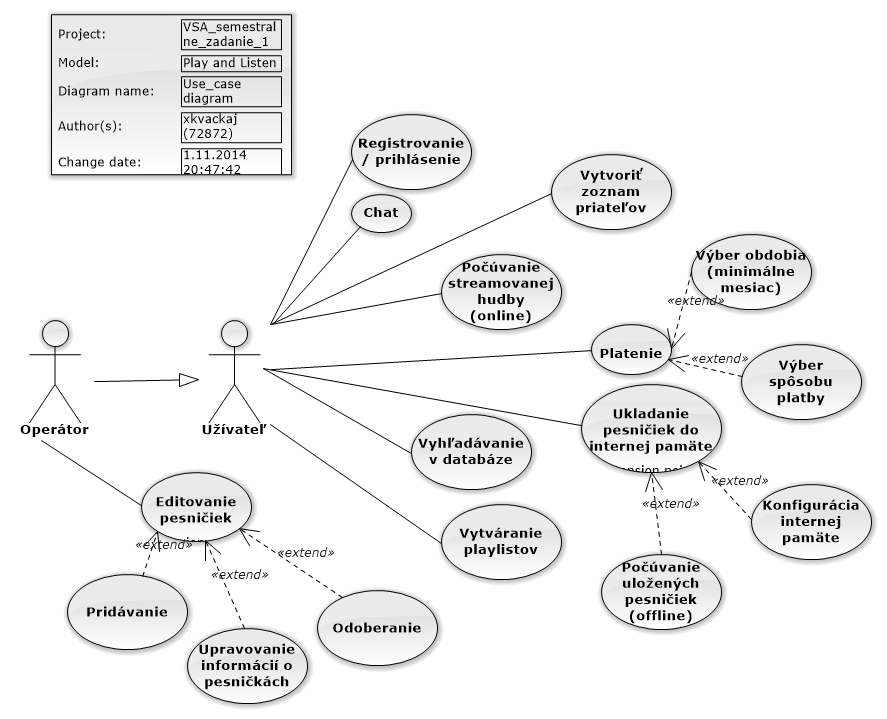 Project:
VSA_semestral
ne_zadanie_1
Model:
Play and Listen
Diagram name:
Use_case
diagram
Author(s):
xkvackaj
(72872)
Change date:
1.11.2014
20:47:42
Registrovanie
/ prihlásenie
Chat
Vytvoriť
zoznam
priateľov
Počúvanie
streamovanej
hudby
(online)
Výber obdobia
(minimálne
mesiac)
«extend»
Platenie
«extend»
Výber
spôsobu
platby
Operátor
Užívateľ
Ukladanie
pesničiek do
internej pamäte
Vyhľadávanie
v databáze
«extend»
«extend»
Konfigurácia
internej
pamäte
Editovanie
pesničiek
Vytváranie
playlistov
«extend»
«extend»
«extend»
Počúvanie
uložených
pesničiek
(offline)
Pridávanie
Odoberanie
Upravovanie
informácií o
pesničkách